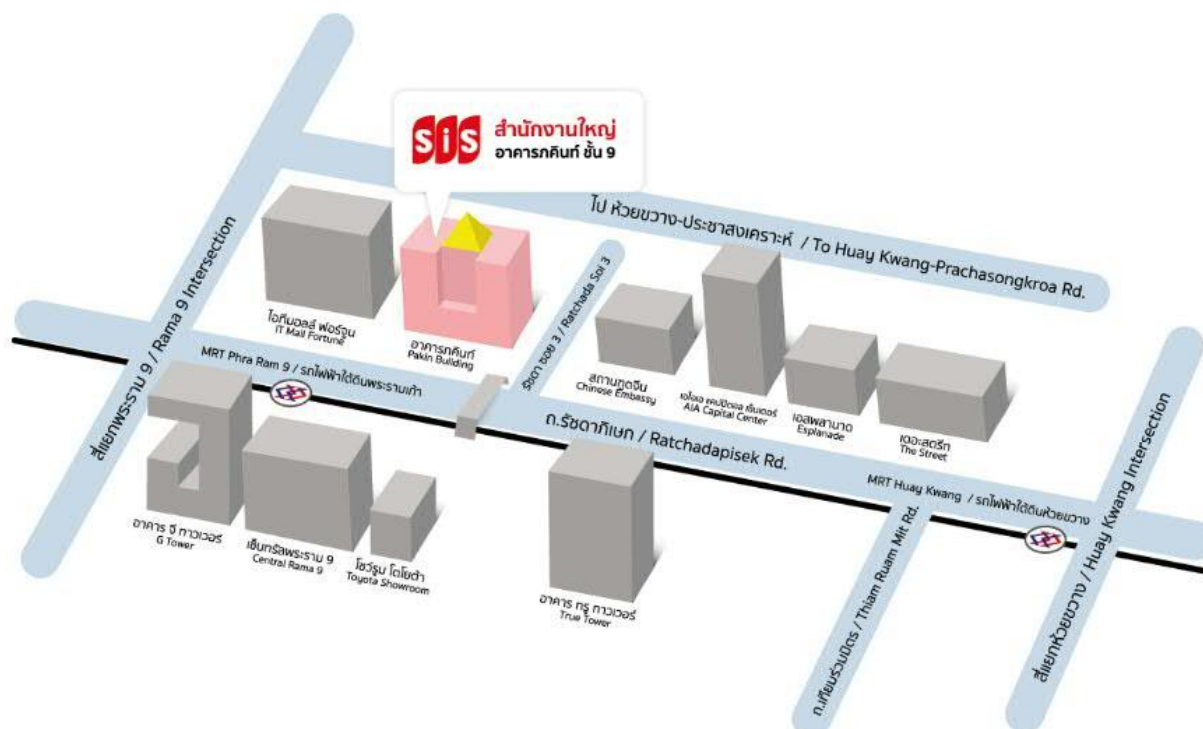 SiS
สำนักงานใหญ่
อาคารภคินท์ ชั้น 9
ไป ห้วยขวาง-ประชาสงเคราะห์ / To Huay Kwang-Prachasongkroa Rd.
สี่แยกพระราม 9 / Rama 9 Intersection
ไอทีมอลล์ ฟอร์จูน
IT Mall Fortune
อาคารภคินท์
Pakin Building
รัชดา ซอย 3 / Ratchada Soi 3
สถานทูตจีน
Chinese Embassy
เอไอเอ แคปปิตอล เซ็นเตอร์
AIA Capital Center
เอสพลานาด
Esplanade
เดอะสตรีท
The Street
MRT Phra Ram 9 / รถไฟฟ้าใต้ดินพระรามเก้า
ถ.รัชดาภิเษก / Ratchadapisek Rd.
MRT Huay Kwang / รถไฟฟ้าใต้ดินห้วยขวาง
อาคาร จี ทาวเวอร์
G Tower
เซ็นทรัลพระราม 9
Central Rama 9
โชว์รูม โตโยต้า
Toyota Showroom
อาคาร ทรู ทาวเวอร์
True Tower
ถ.เทียมร่วมมิตร / Thiam Ruam Mit Rd.
สี่แยกห้วยขวาง / Huay Kwang Intersection